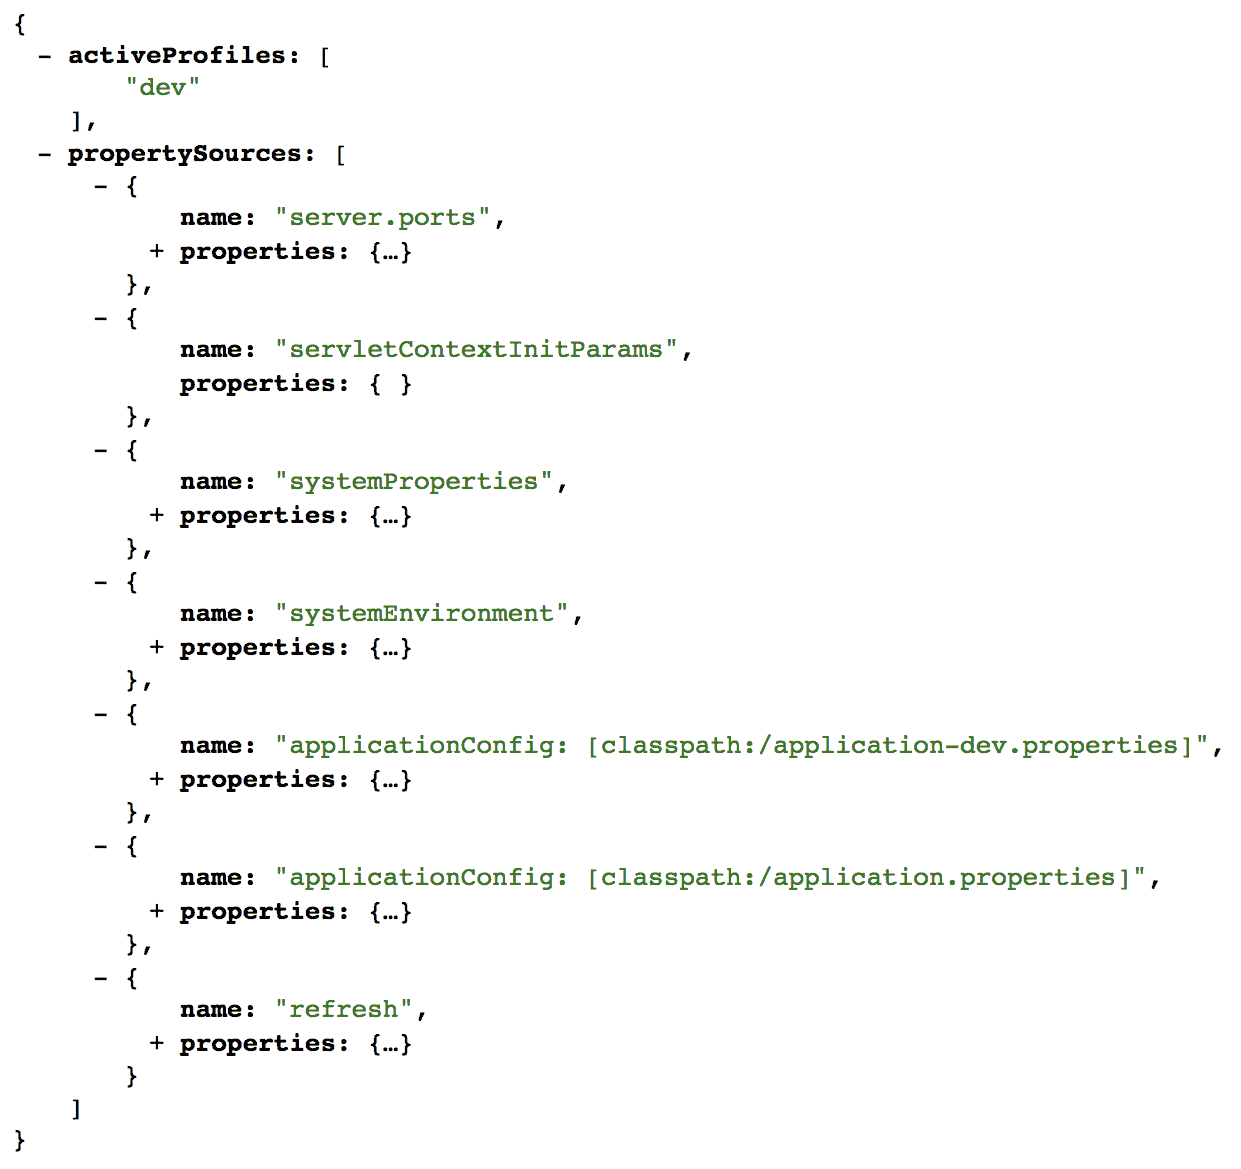 {
- activeProfiles: [
"dev"
],
- propertySources: [
- {
name: "server.ports",
+ properties: {…}
},
- {
name: "servletContextInitParams",
properties: { }
},
- {
name: "systemProperties",
+ properties: {…}
},
- {
name: "systemEnvironment",
+ properties: {…}
},
- {
name: "applicationConfig: [classpath:/application-dev.properties]",
+ properties: {…}
},
- {
name: "applicationConfig: [classpath:/application.properties]",
+ properties: {…}
},
- {
name: "refresh",
+ properties: {…}
}
]
}